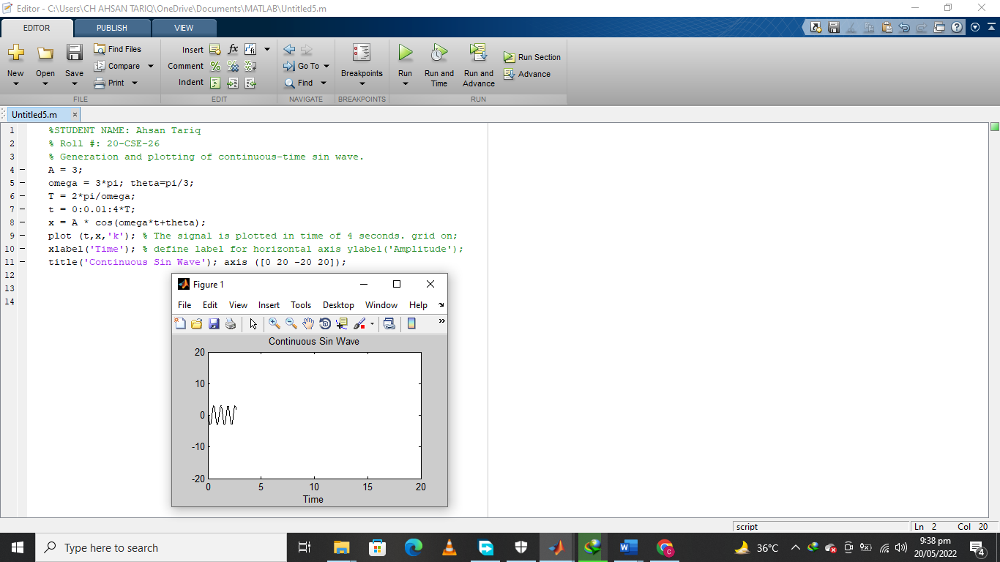 Editor - C:\Users\CH AHSAN TARIQ\OneDrive\Documents\MATLAB\Untitled5.m
EDITOR PUBLISH VIEW
New Open Save
Find Files
Compare
Print
FILE
Insert fx
Comment
Indent
EDIT
Go To
Find
NAVIGATE
Breakpoints
BREAKPOINTS
Run
Run and Time
Run and Advance
Run Section
Advance
RUN
Untitled5.m ×
1 %STUDENT NAME: Ahsan Tariq
2 % Roll #: 20-CSE-26
3 % Generation and plotting of continuous-time sin wave.
4 – A = 3;
5 – omega = 3*pi; theta=pi/3;
6 – T = 2*pi/omega;
7 – t = 0:0.01:4*T;
8 – x = A * cos(omega*t+theta);
9 – plot (t,x,'k'); % The signal is plotted in time of 4 seconds. grid on;
10 – xlabel('Time'); % define label for horizontal axis ylabel('Amplitude');
11 – title('Continuous Sin Wave'); axis ([0 20 -20 20]);
12
13
14
Figure 1
File Edit View Insert Tools Desktop Window Help
Continuous Sin Wave
20
10
0
-10
-20
0 5 10 15 20
Time
script Ln 2 Col 20
Type here to search
36°C
9:38 pm
20/05/2022
4